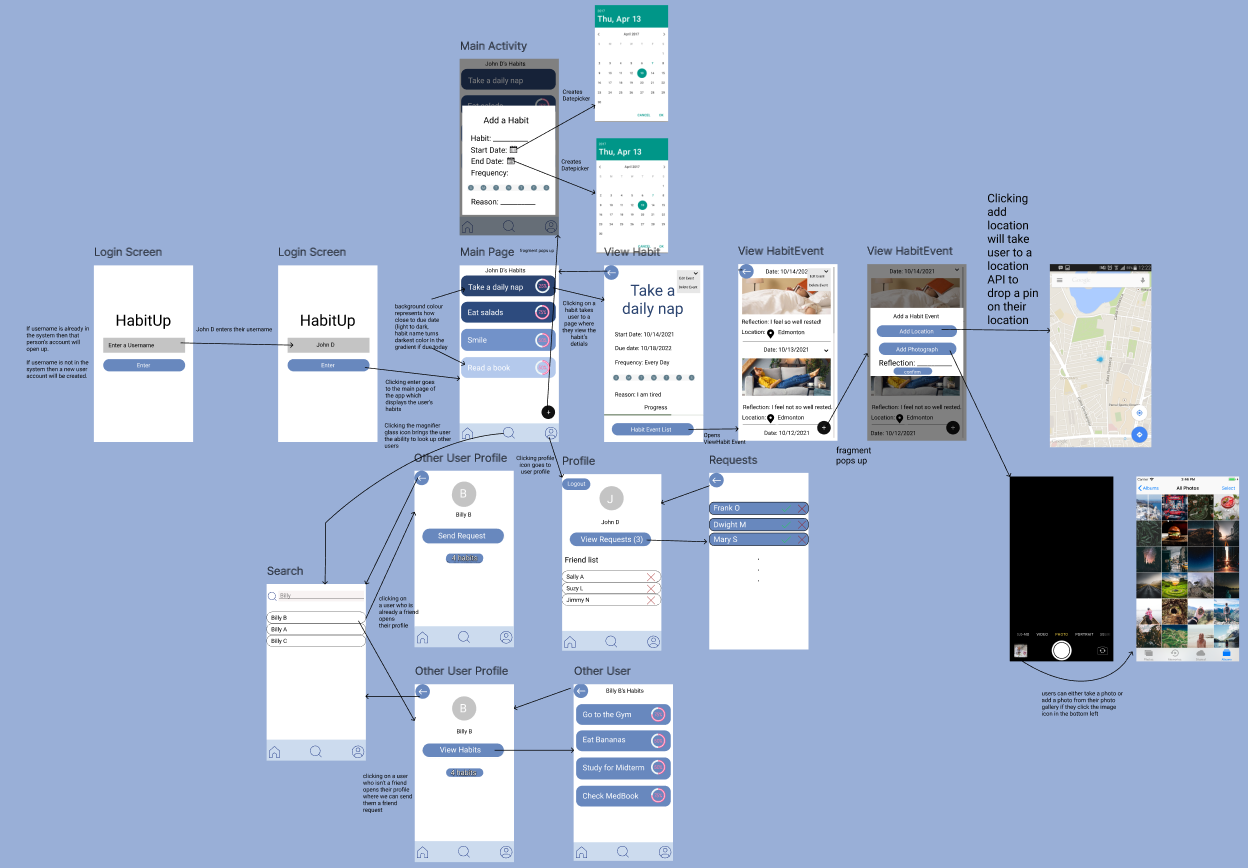 Main Activity
John D's Habits
Take a daily nap
Eat salads
Add a Habit
Habit:
Start Date:
End Date:
Frequency:
Reason:
Creates
Datepicker
2017
Thu, Apr 13
April 2017
CANCEL OK
Creates
Datepicker
2017
Thu, Apr 13
April 2017
CANCEL OK
fragment pops up
Login Screen
HabitUp
Enter a Username
Enter
If username is already in
the system then that
person's account will
open up.
If username is not in the
system then a new user
account will be created.
John D enters their username
Login Screen
HabitUp
John D
Enter
background colour
represents how
close to due date
(light to dark,
habit name turns
darkest color in the
gradient if due today
Clicking enter goes
to the main page of
the app which
displays the user's
habits
Clicking the magnifier
glass icon brings the user
the ability to look up other
users
Main Page
John D's Habits
Take a daily nap
Eat salads
Smile
Read a book
+
Clicking on a
habit takes
user to a
page where
they view the
habit's
details
View Habit
Edit Event
Delete Event
Take a
daily nap
Start Date: 10/14/2021
Due date: 10/18/2022
Frequency: Every Day
Reason: I am tired
Progress
Habit Event List
Opens
ViewHabit Event
View HabitEvent
Date: 10/14/202
Edit Event
Delete Event
Reflection: I feel so well rested!
Location: Edmonton
Date: 10/13/2021
Reflection: I feel not so well rested.
Location: Edmonton
Date: 10/12/2021
+
fragment
pops up
View HabitEvent
Date: 10/14/2021
Add a Habit Event
Add Location
Add Photograph
Reflection:
confirm
Reflection: I feel not so well rested.
Location: Edmonton
Date: 10/12/2021
+
Clicking
add
location
will take
user to a
location
API to
drop a pin
on their
location
12:22
Google
Clicking profile
icon goes to
user profile
Other User Profile
B
Billy B
Send Request
4 habits
Profile
Logout
J
John D
View Requests (3)
Friend list
Sally A
Suzy L
Jimmy N
Requests
Frank O
Dwight M
Mary S
Search
Billy
Billy B
Billy A
Billy C
clicking on
a user who is
already a friend
opens
their profile
clicking on a user
who isn't a friend
opens their profile
where we can send
them a friend
request
Other User Profile
B
Billy B
View Habits
4 habits
Other User
Billy B's Habits
Go to the Gym
Eat Bananas
Study for Midterm
Check MedBook
VIDEO PHOTO PORTRAIT
Albums All Photos Select
users can either take a photo or
add a photo from their photo
gallery if they click the image
icon in the bottom left